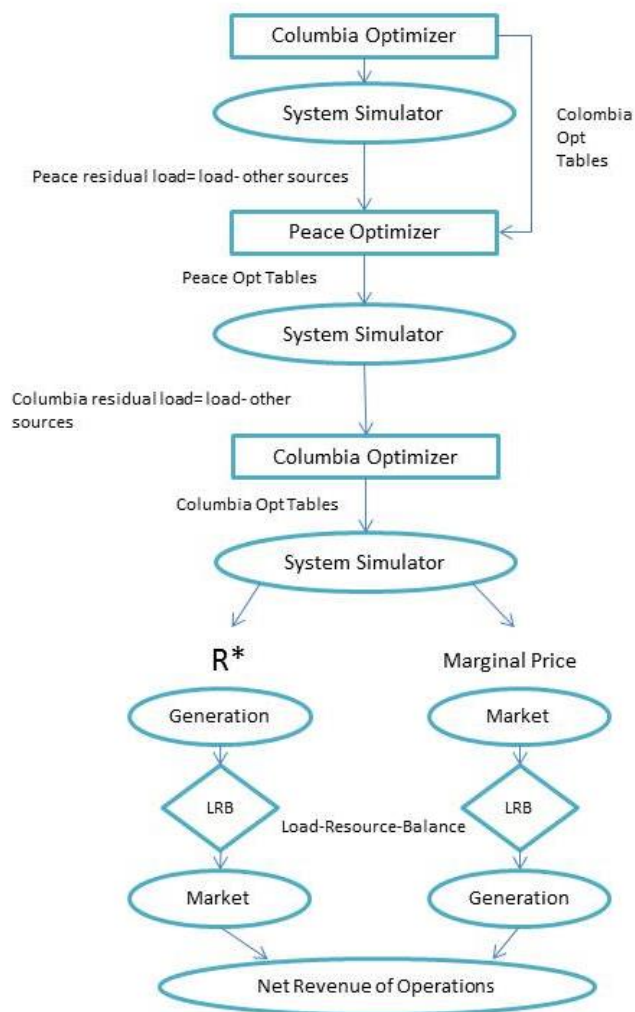 Columbia Optimizer
System Simulator
Colombia
Opt
Tables
Peace residual load= load- other sources
Peace Optimizer
Peace Opt Tables
System Simulator
Columbia residual load= load- other
sources
Columbia Optimizer
Columbia Opt Tables
System Simulator
R*
Marginal Price
Generation
Market
LRB
LRB
Load-Resource-Balance
Market
Generation
Net Revenue of Operations